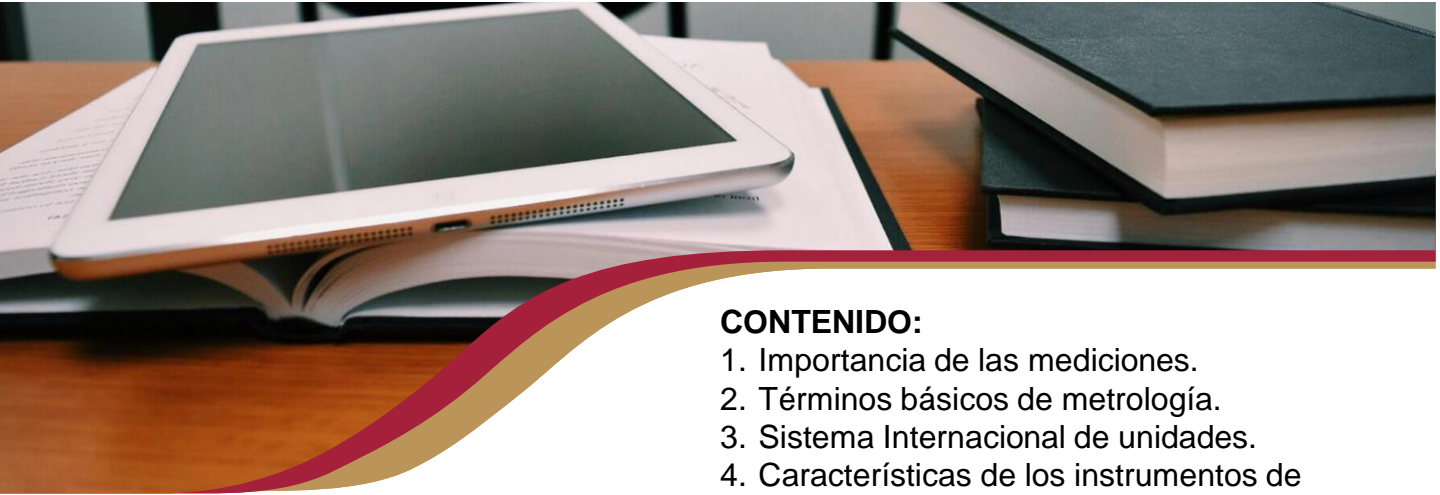 CONTENIDO:
1. Importancia de las mediciones.
2. Términos básicos de metrología.
3. Sistema Internacional de unidades.
4. Características de los instrumentos de